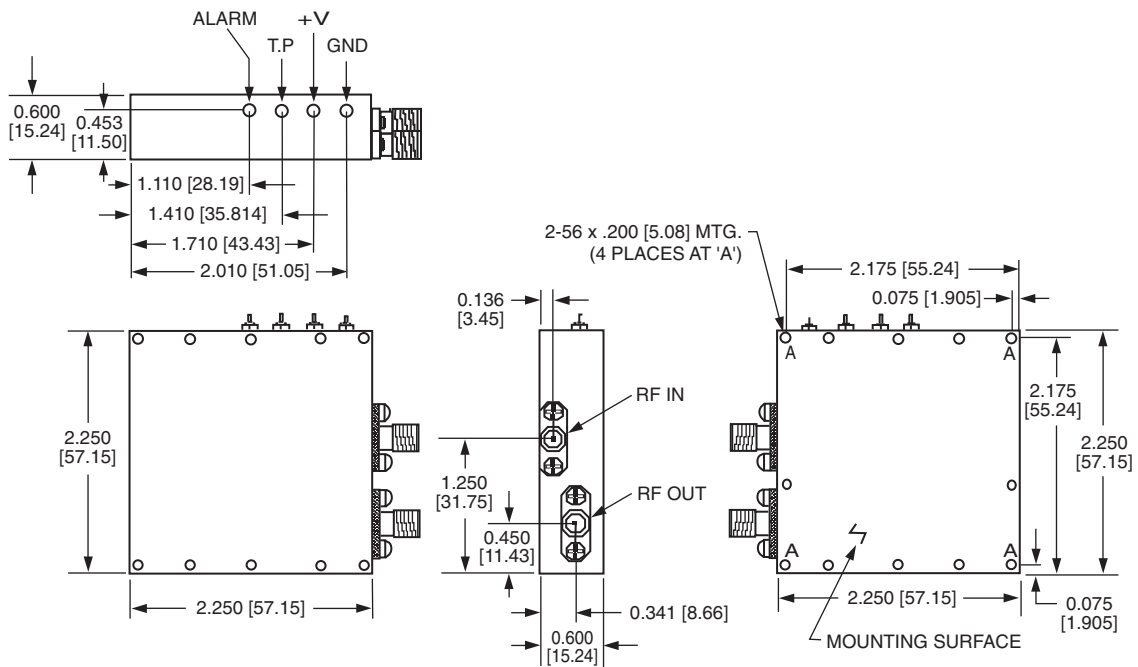 ALARM
+V
T.P
GND
0.600
[15.24]
0.453
[11.50]
1.110 [28.19]
1.410 [35.814]
1.710 [43.43]
2.010 [51.05]
2-56 x .200 [5.08] MTG.
(4 PLACES AT 'A')
2.175 [55.24]
0.136
[3.45]
0.075 [1.905]
A
A
RF IN
2.175
[55.24]
2.250
[57.15]
2.250
[57.15]
1.250
[31.75]
RF OUT
0.450
[11.43]
A
A
2.250 [57.15]
0.341 [8.66]
0.600
[15.24]
2.250 [57.15]
0.075
[1.905]
MOUNTING SURFACE